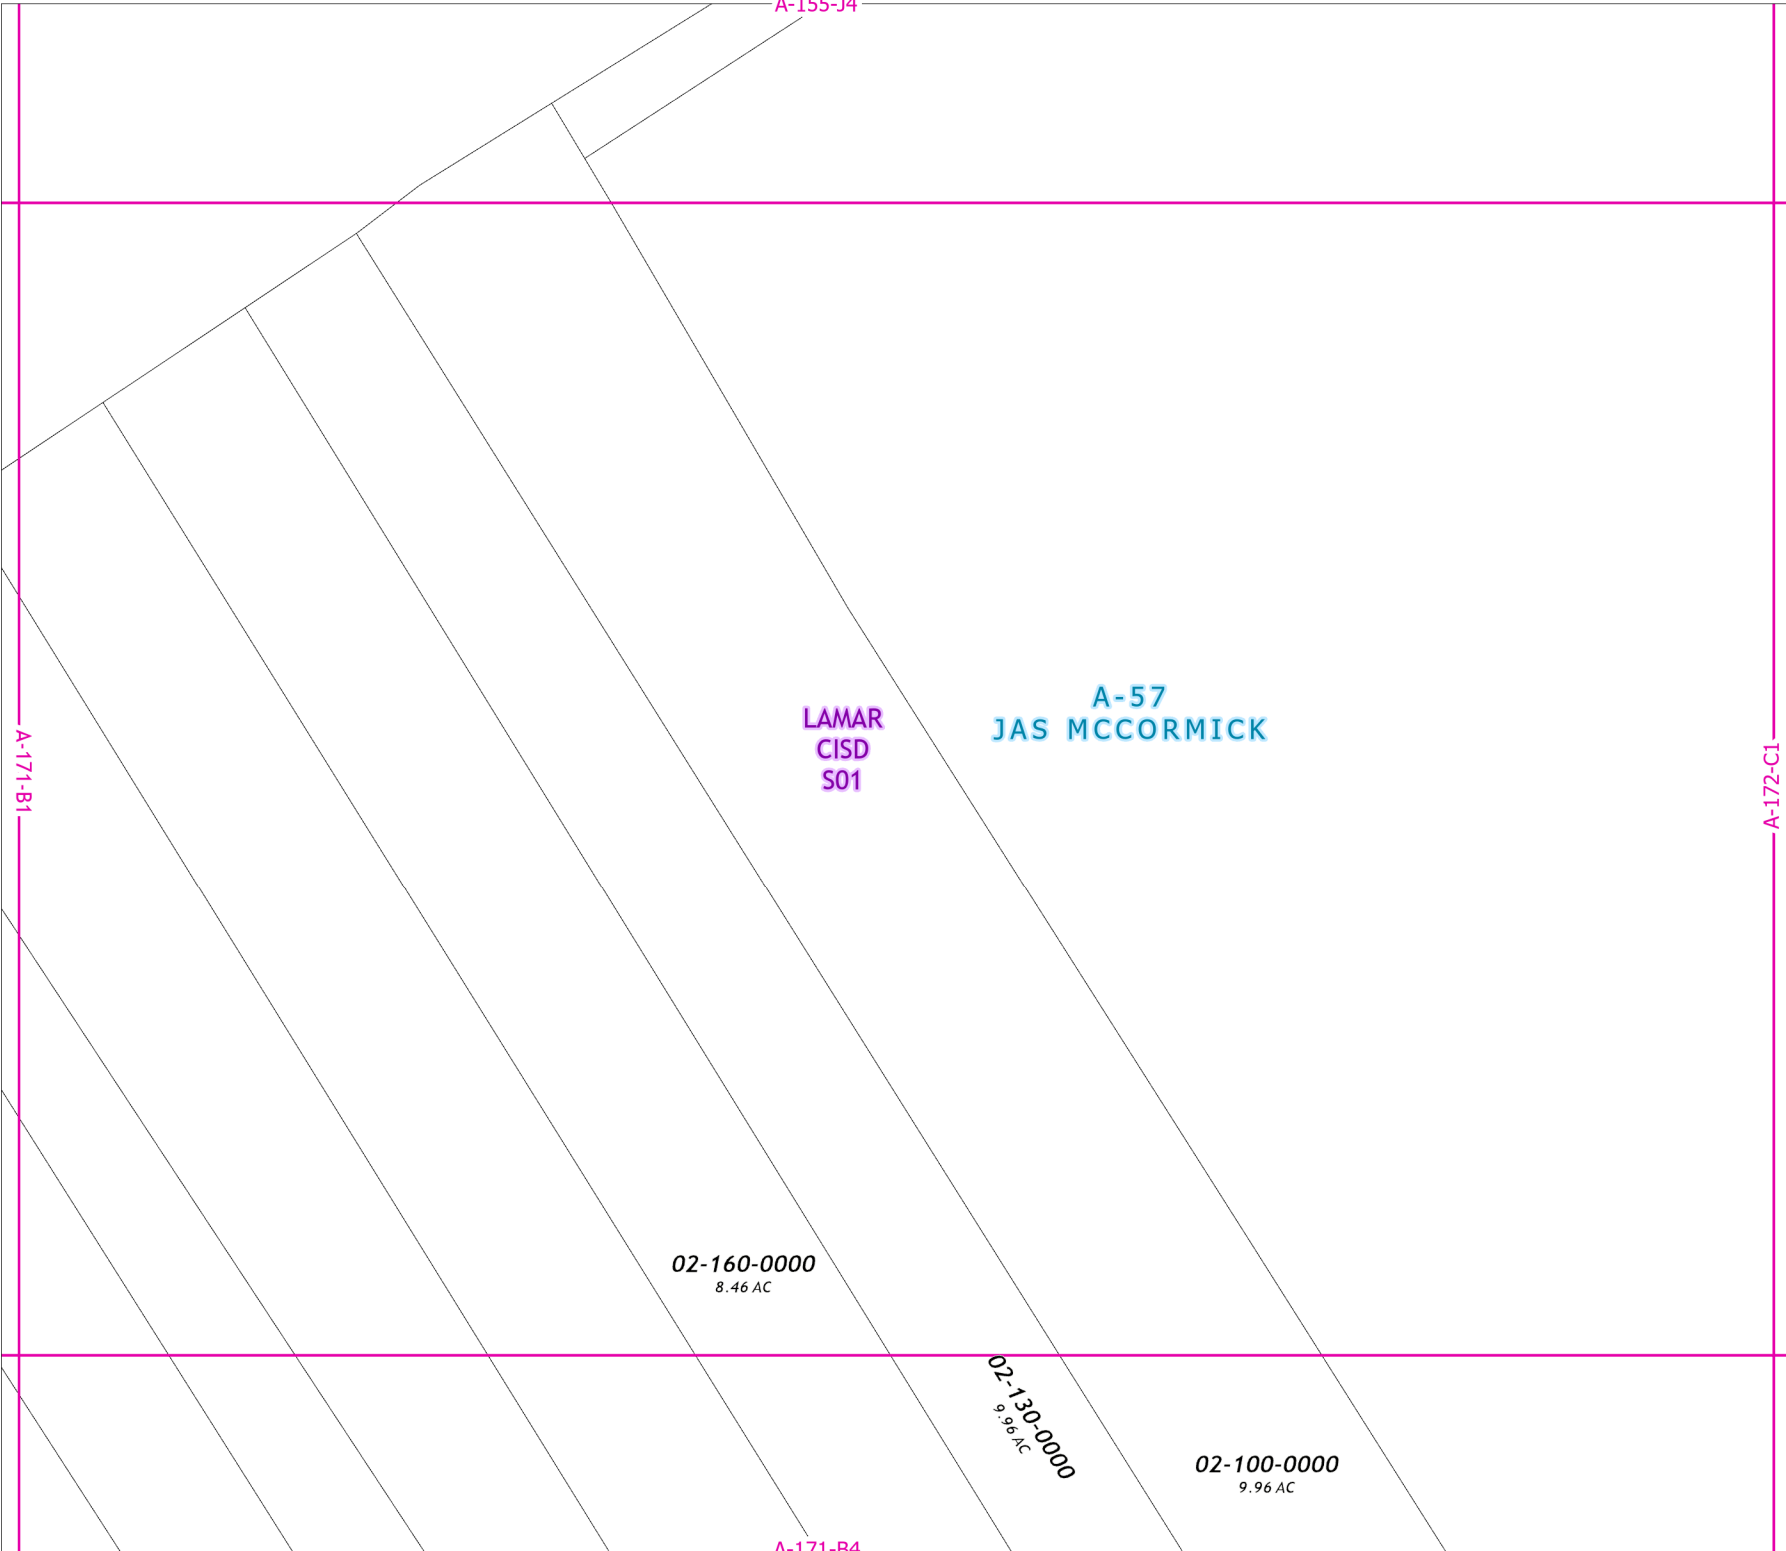 A-155-J4
A-57
JAS MCCORMICK
LAMAR
CISD
S01
A-171-B1
A-172-C1
02-160-0000
8.46 AC
02-130-0000
9.96 AC
02-100-0000
9.96 AC
A-171-B4